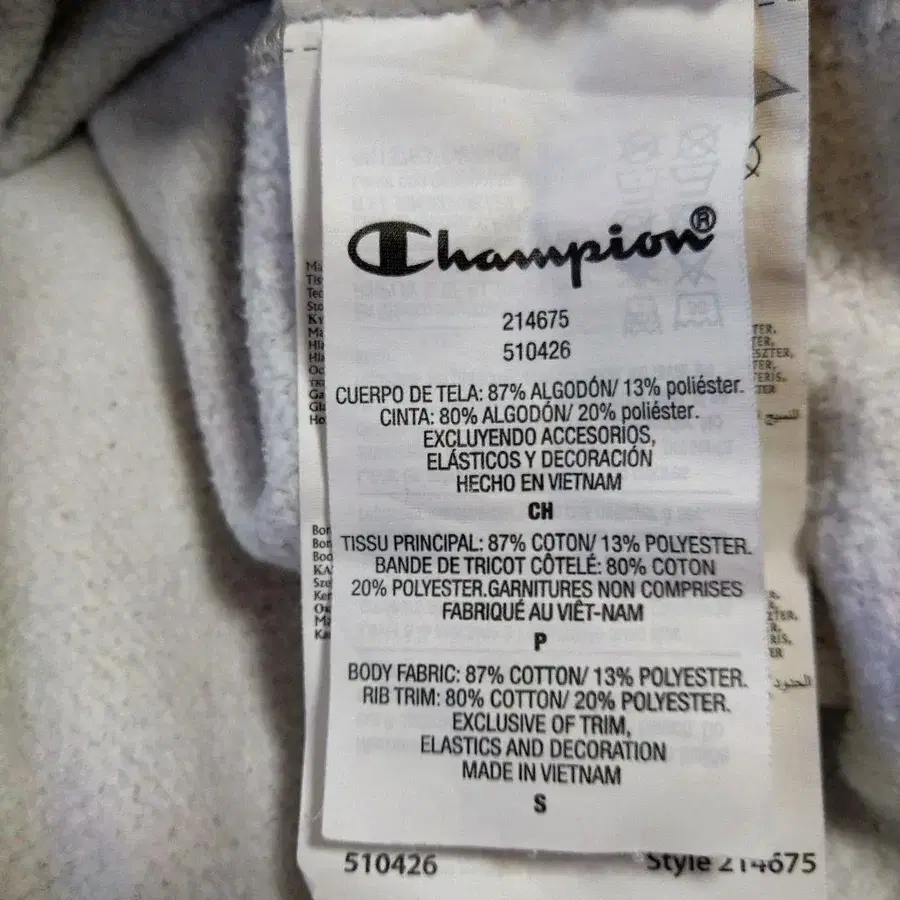 Champion®
214675
510426
CUERPO DE TELA: 87% ALGODÓN/ 13% poliéster.
CINTA: 80% ALGODÓN/ 20% poliéster.
EXCLUYENDO ACCESORIOS,
ELÁSTICOS Y DECORACIÓN
HECHO EN VIETNAM
CH
TISSU PRINCIPAL: 87% COTON/ 13% POLYESTER.
BANDE DE TRICOT CÔTELÉ: 80% COTON
20% POLYESTER.GARNITURES NON COMPRISES
FABRIQUÉ AU VIÊT-NAM
P
BODY FABRIC: 87% COTTON/ 13% POLYESTER.
RIB TRIM: 80% COTTON/ 20% POLYESTER.
EXCLUSIVE OF TRIM,
ELASTICS AND DECORATION
MADE IN VIETNAM
S
510426 Style 214675